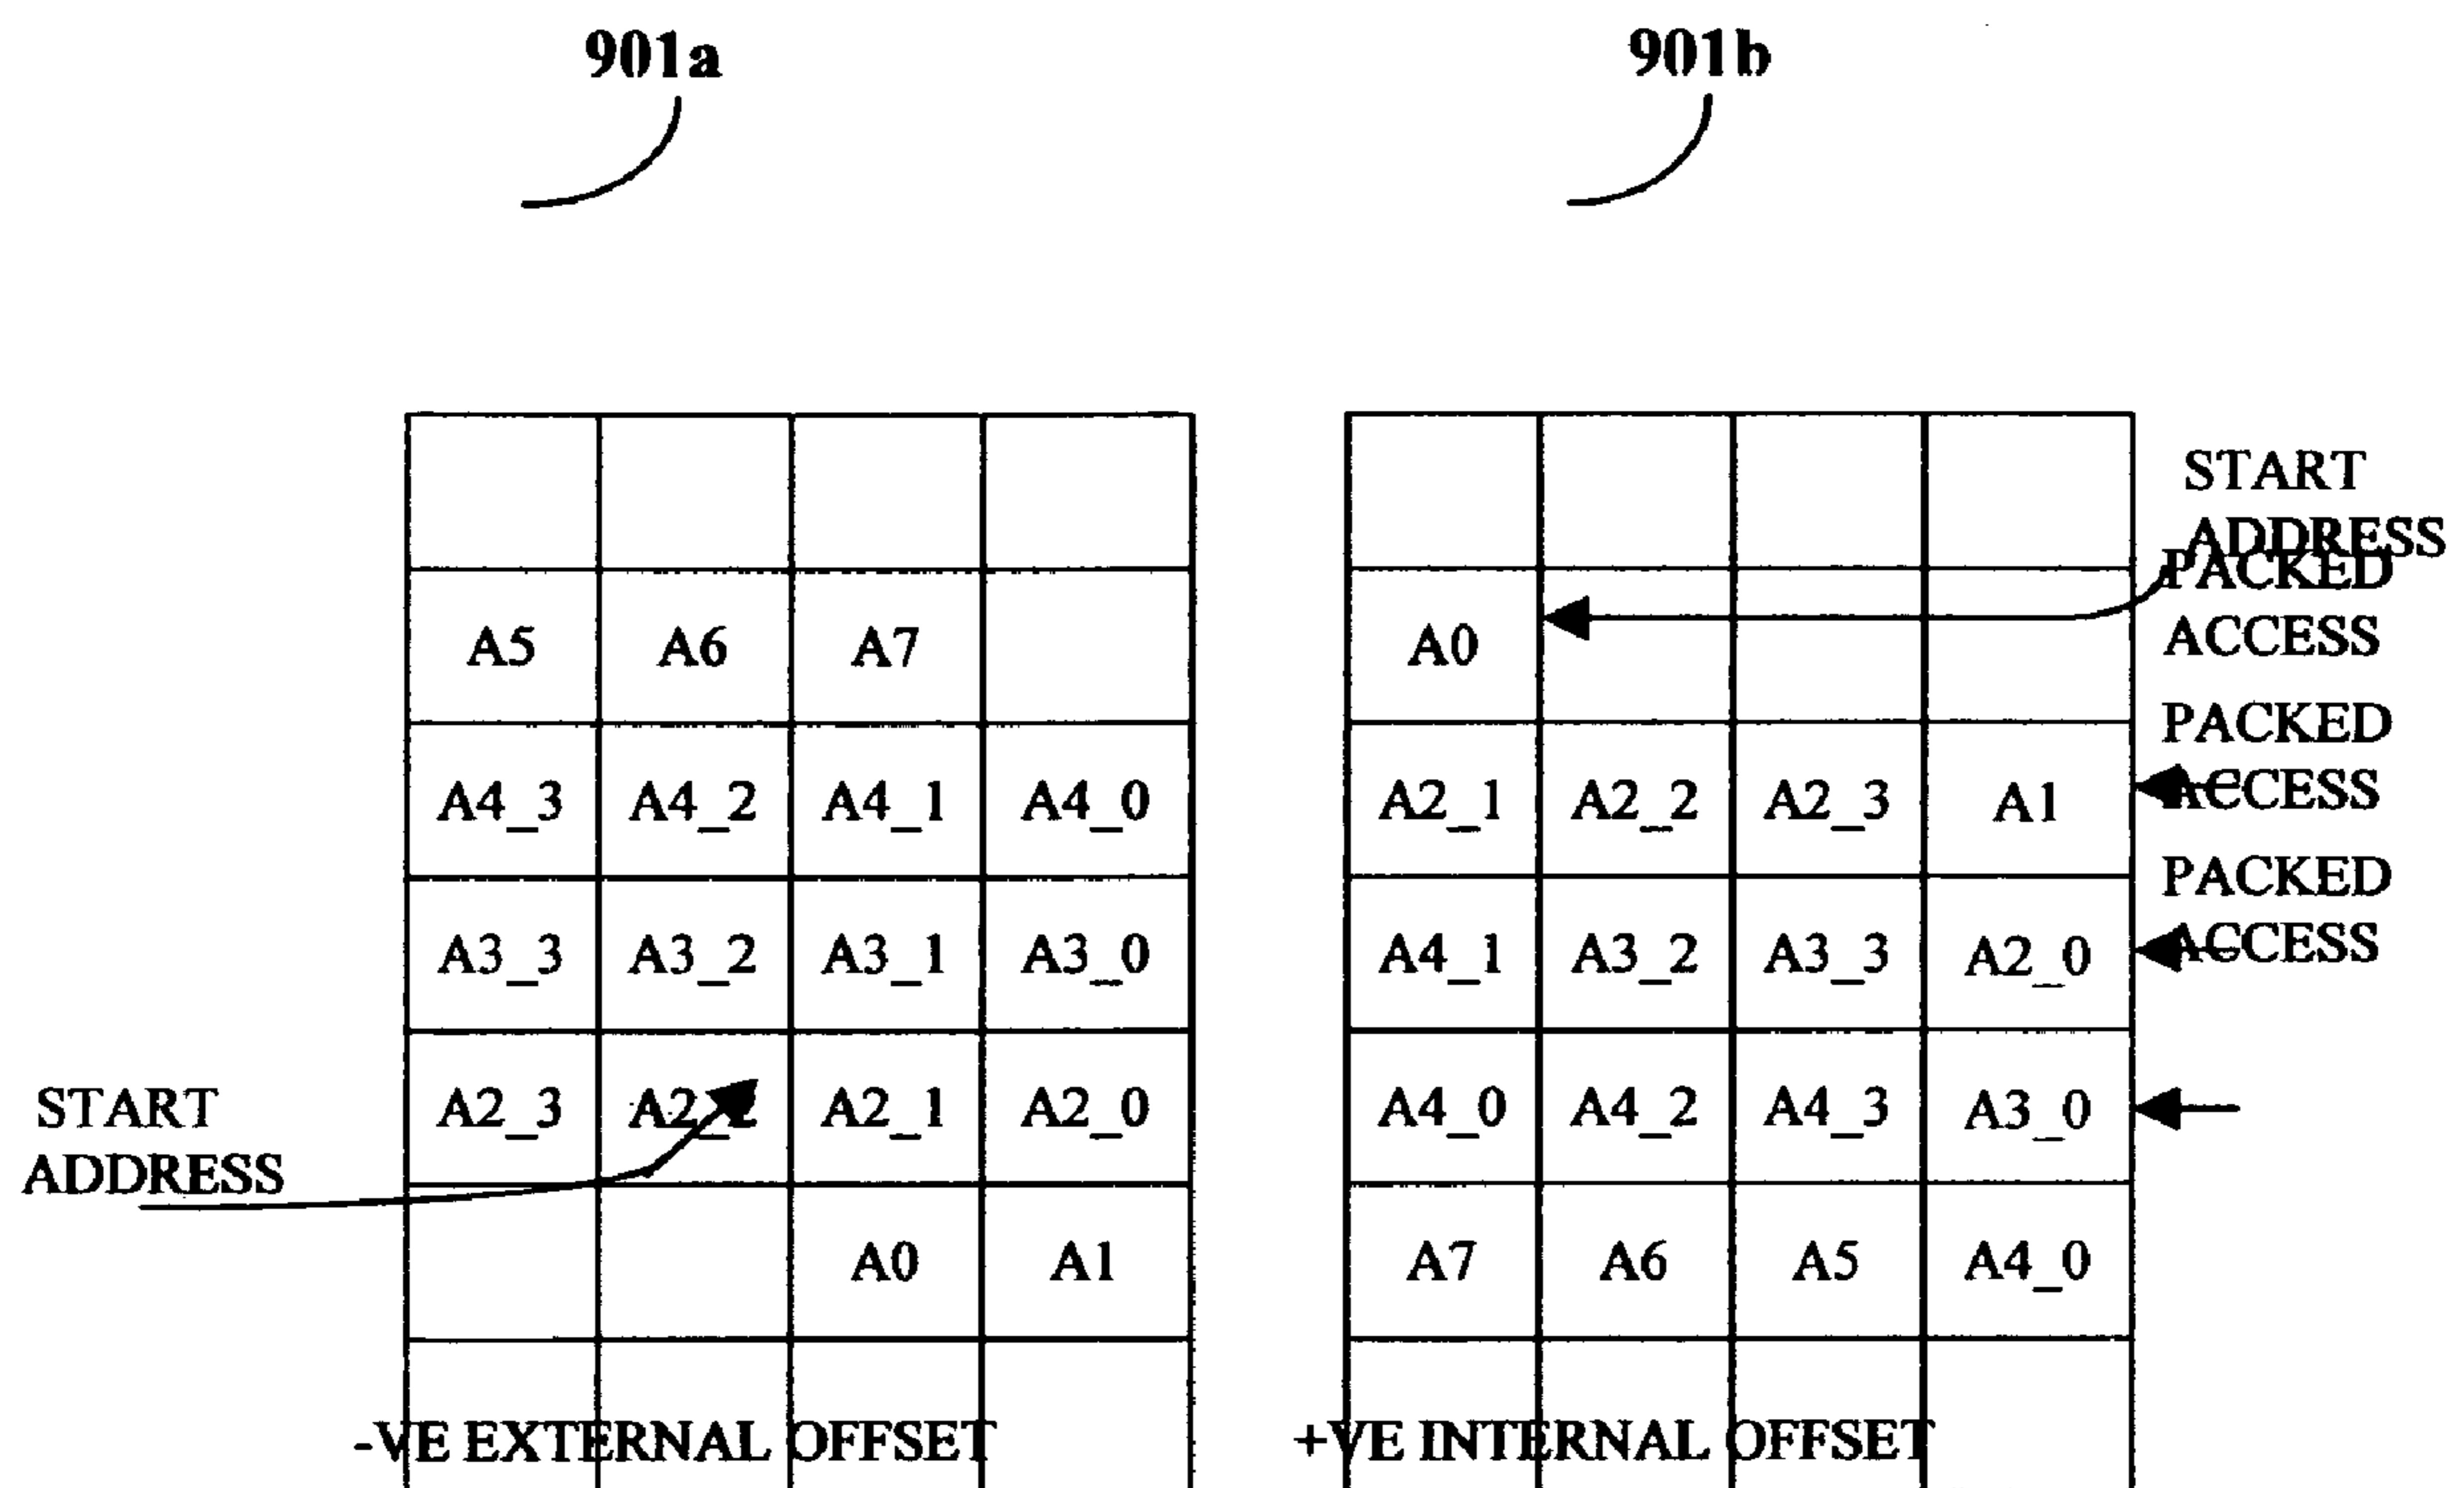 901a 901b
START
ADDRESS
PACKED
ACCESS
A5 A6 A7
A0
PACKED
ACCESS
A4_3 A4_2 A4_1 A4_0
A2_1 A2_2 A2_3 A1
PACKED
ACCESS
A3_3 A3_2 A3_1 A3_0
A4_1 A3_2 A3_3 A2_0
START
ADDRESS
A2_3 A2_2 A2_1 A2_0
A4_0 A4_2 A4_3 A3_0
A0 A1
A7 A6 A5 A4_0
-VE EXTERNAL OFFSET
+VE INTERNAL OFFSET